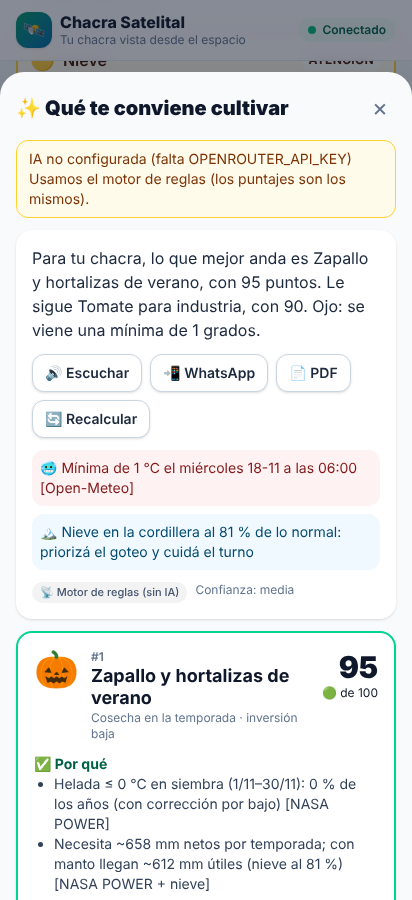 Chacra Satelital
Tu chacra vista desde el espacio
Conectado
Nieve
ATENCIÓN
✨ Qué te conviene cultivar
✕
IA no configurada (falta OPENROUTER_API_KEY)
Usamos el motor de reglas (los puntajes son los
mismos).
Para tu chacra, lo que mejor anda es Zapallo
y hortalizas de verano, con 95 puntos. Le
sigue Tomate para industria, con 90. Ojo: se
viene una mínima de 1 grados.
🔊 Escuchar
📲 WhatsApp
📄 PDF
🔄 Recalcular
🥶 Mínima de 1 °C el miércoles 18-11 a las 06:00
[Open-Meteo]
🏔️ Nieve en la cordillera al 81 % de lo normal:
priorizá el goteo y cuidá el turno
📡 Motor de reglas (sin IA)
Confianza: media
#1
Zapallo y hortalizas de
verano
Cosecha en la temporada · inversión
baja
95
🟢 de 100
✅ Por qué
• Helada ≤ 0 °C en siembra (1/11–30/11): 0 % de
los años (con corrección por bajo) [NASA
POWER]
• Necesita ~658 mm netos por temporada; con
manto llegan ~612 mm útiles (nieve al 81 %)
[NASA POWER + nieve]